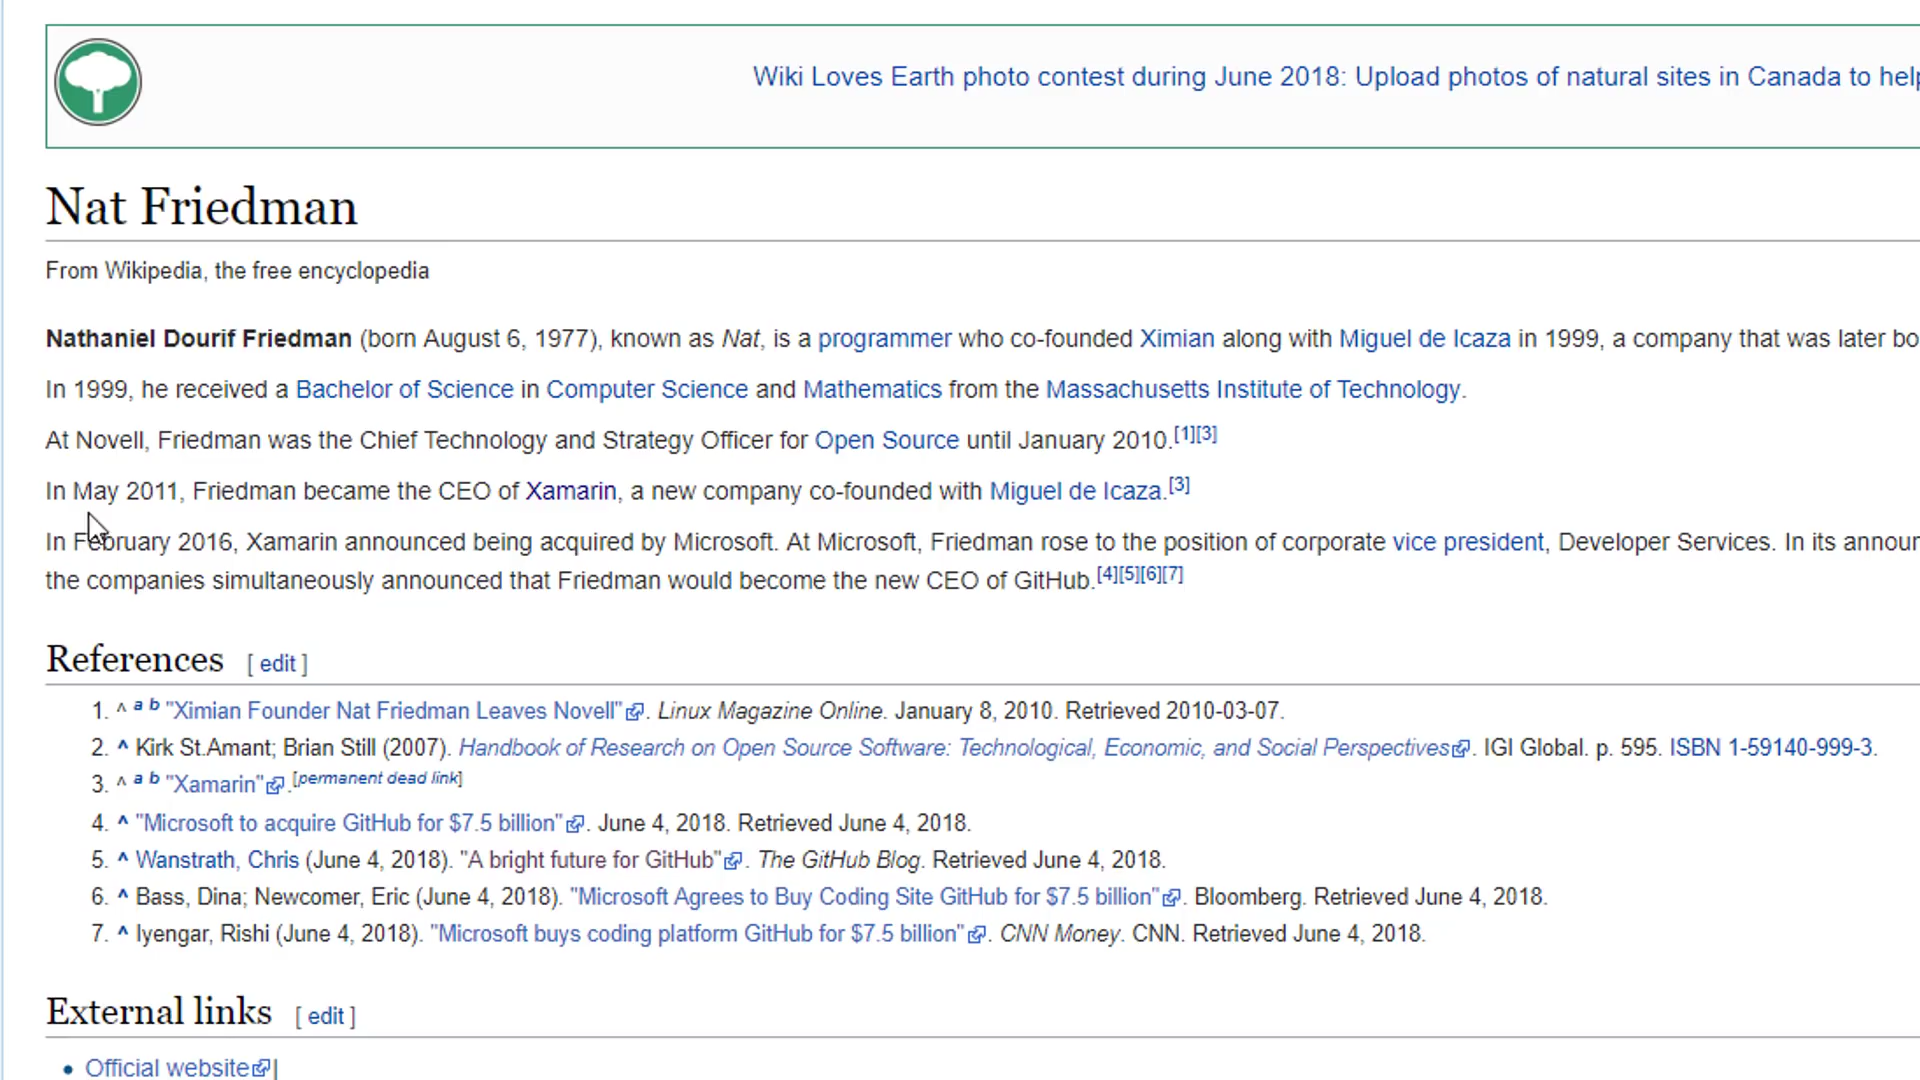 Wiki Loves Earth photo contest during June 2018: Upload photos of natural sites in Canada to help
Nat Friedman
From Wikipedia, the free encyclopedia
Nathaniel Dourif Friedman (born August 6, 1977), known as Nat, is a programmer who co-founded Ximian along with Miguel de Icaza in 1999, a company that was later bo
In 1999, he received a Bachelor of Science in Computer Science and Mathematics from the Massachusetts Institute of Technology.
At Novell, Friedman was the Chief Technology and Strategy Officer for Open Source until January 2010.[1][3]
In May 2011, Friedman became the CEO of Xamarin, a new company co-founded with Miguel de Icaza.[3]
In February 2016, Xamarin announced being acquired by Microsoft. At Microsoft, Friedman rose to the position of corporate vice president, Developer Services. In its announ
the companies simultaneously announced that Friedman would become the new CEO of GitHub.[4][5][6][7]
References [ edit ]
1. ^ a b "Ximian Founder Nat Friedman Leaves Novell". Linux Magazine Online. January 8, 2010. Retrieved 2010-03-07.
2. ^ Kirk St.Amant; Brian Still (2007). Handbook of Research on Open Source Software: Technological, Economic, and Social Perspectives. IGI Global. p. 595. ISBN 1-59140-999-3.
3. ^ a b "Xamarin".[permanent dead link]
4. ^ "Microsoft to acquire GitHub for $7.5 billion". June 4, 2018. Retrieved June 4, 2018.
5. ^ Wanstrath, Chris (June 4, 2018). "A bright future for GitHub". The GitHub Blog. Retrieved June 4, 2018.
6. ^ Bass, Dina; Newcomer, Eric (June 4, 2018). "Microsoft Agrees to Buy Coding Site GitHub for $7.5 billion". Bloomberg. Retrieved June 4, 2018.
7. ^ Iyengar, Rishi (June 4, 2018). "Microsoft buys coding platform GitHub for $7.5 billion". CNN Money. CNN. Retrieved June 4, 2018.
External links [ edit ]
• Official website